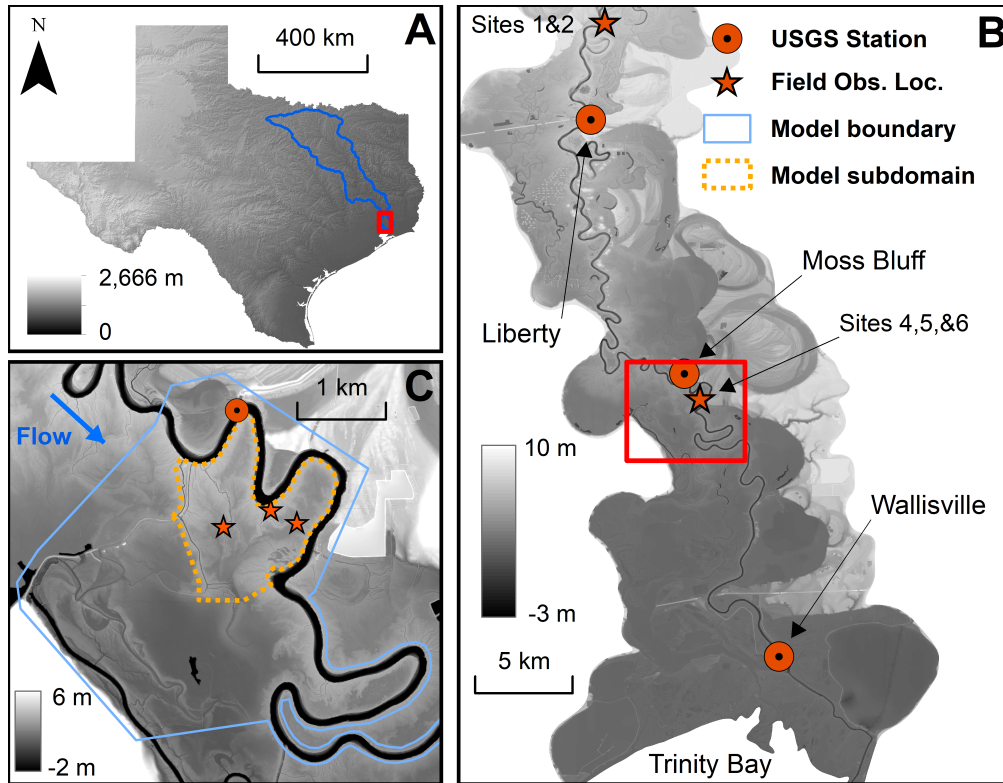 N
400 km
A
2,666 m
0
C
1 km
Flow
6 m
-2 m
Sites 1&2
B
USGS Station
Field Obs. Loc.
Model boundary
Model subdomain
Moss Bluff
Sites 4,5,&6
Liberty
10 m
-3 m
Wallisville
5 km
Trinity Bay